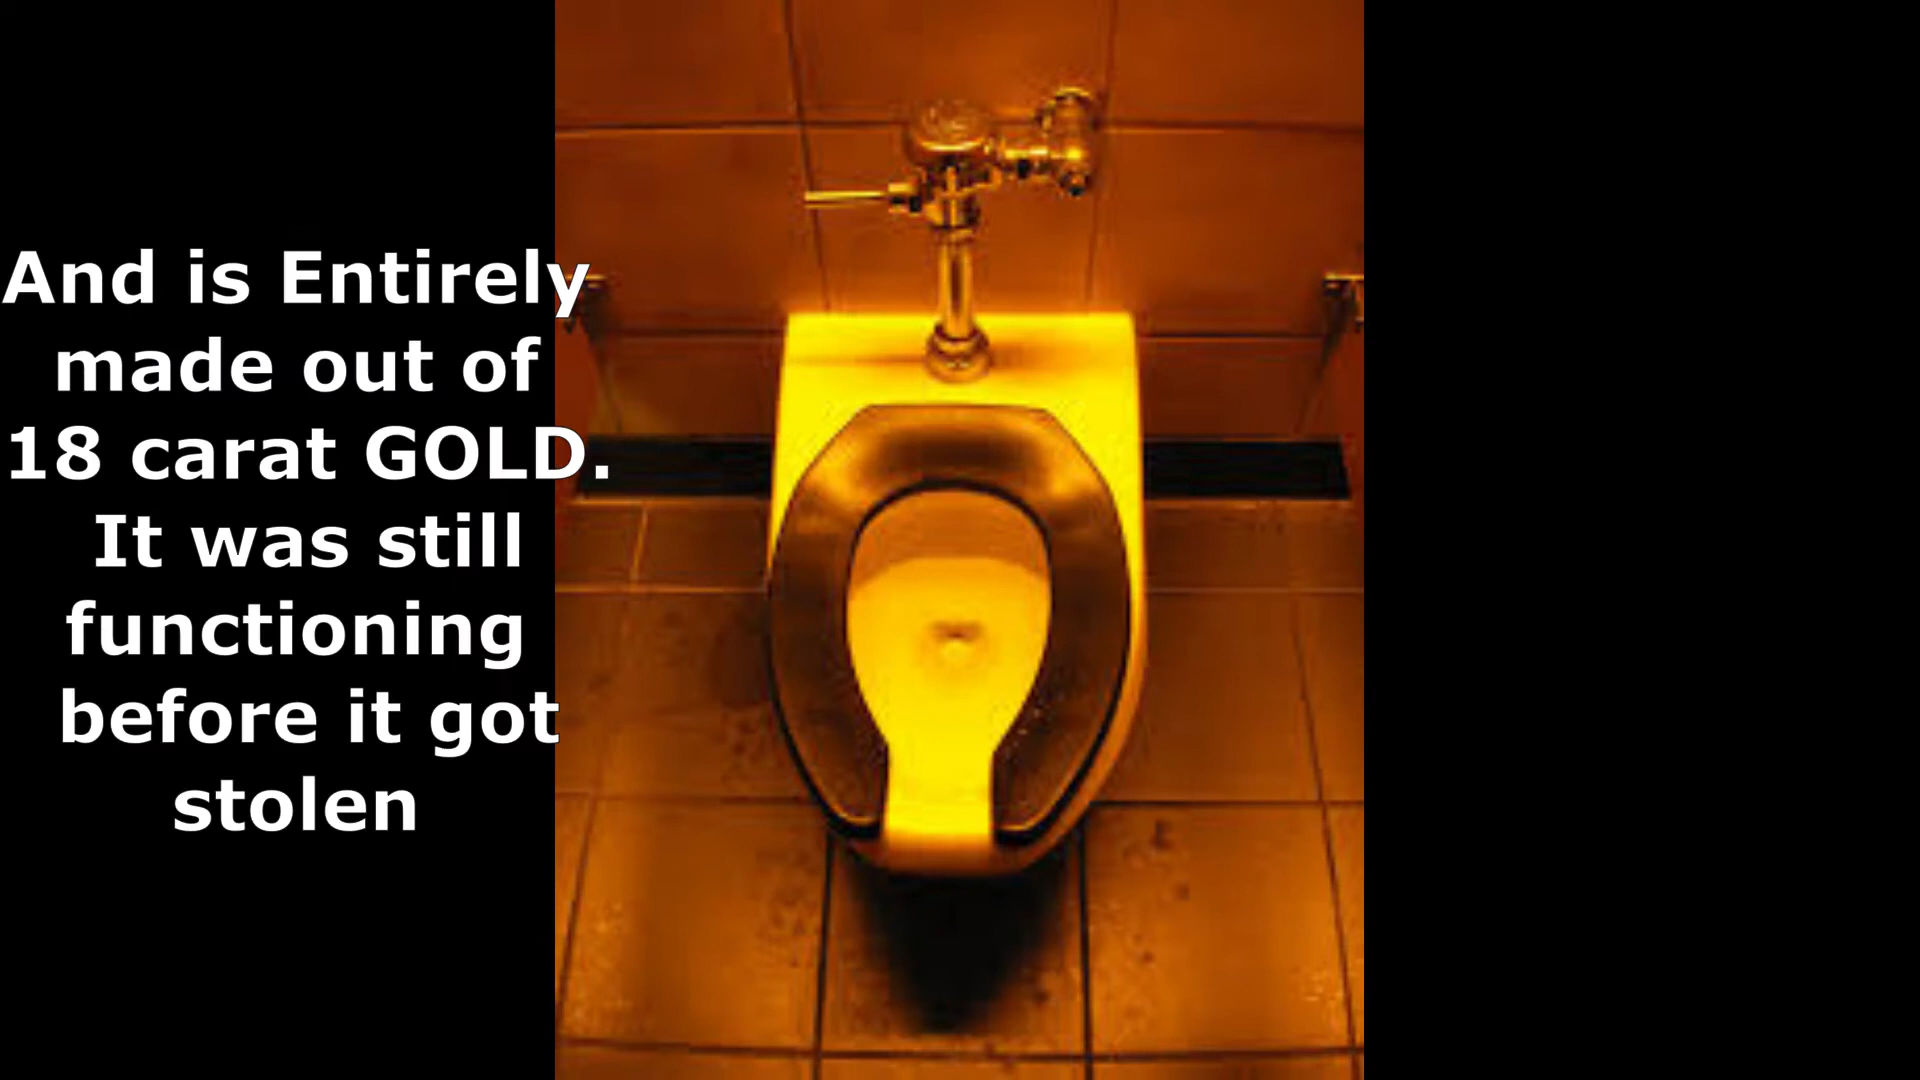 And is Entirely
made out of
18 carat GOLD.
It was still
functioning
before it got
stolen